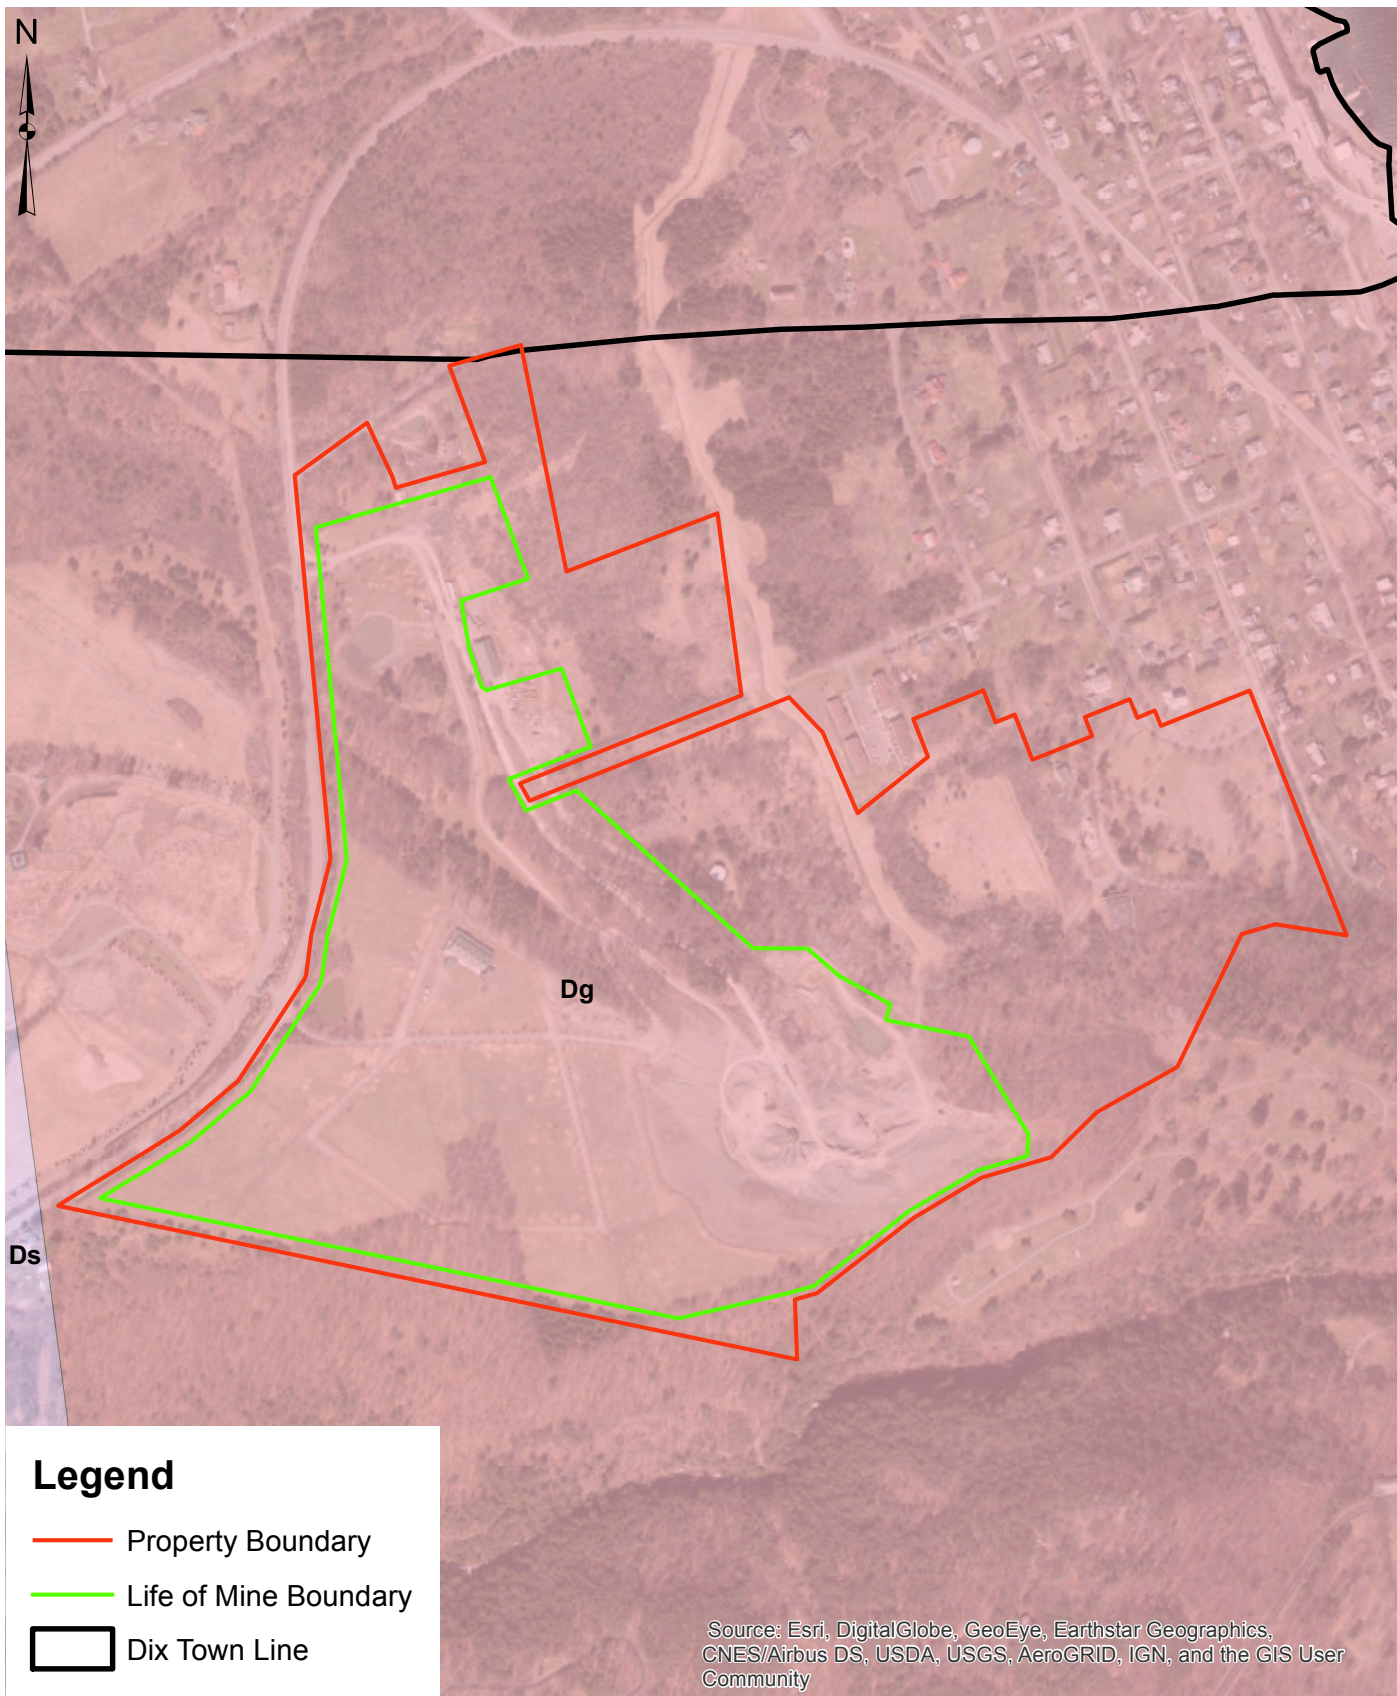 N
Dg
Ds
Legend
Property Boundary
Life of Mine Boundary
Dix Town Line
Source: Esri, DigitalGlobe, GeoEye, Earthstar Geographics,
CNES/Airbus DS, USDA, USGS, AeroGRID, IGN, and the GIS User
Community